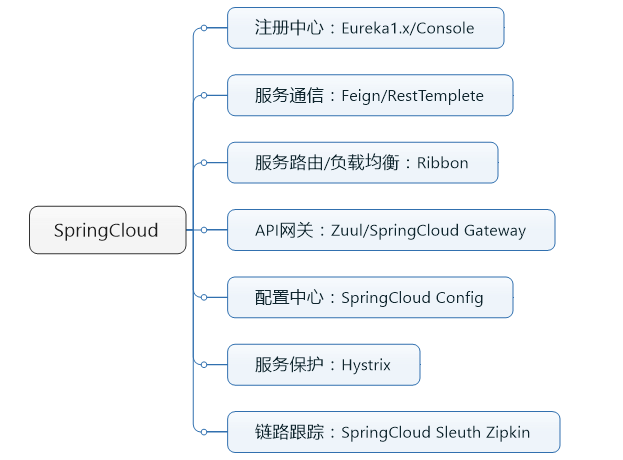 注册中心：Eureka1.x/Console
服务通信：Feign/RestTemplete
服务路由/负载均衡：Ribbon
SpringCloud
API网关：Zuul/SpringCloud Gateway
配置中心：SpringCloud Config
服务保护：Hystrix
链路跟踪：SpringCloud Sleuth Zipkin